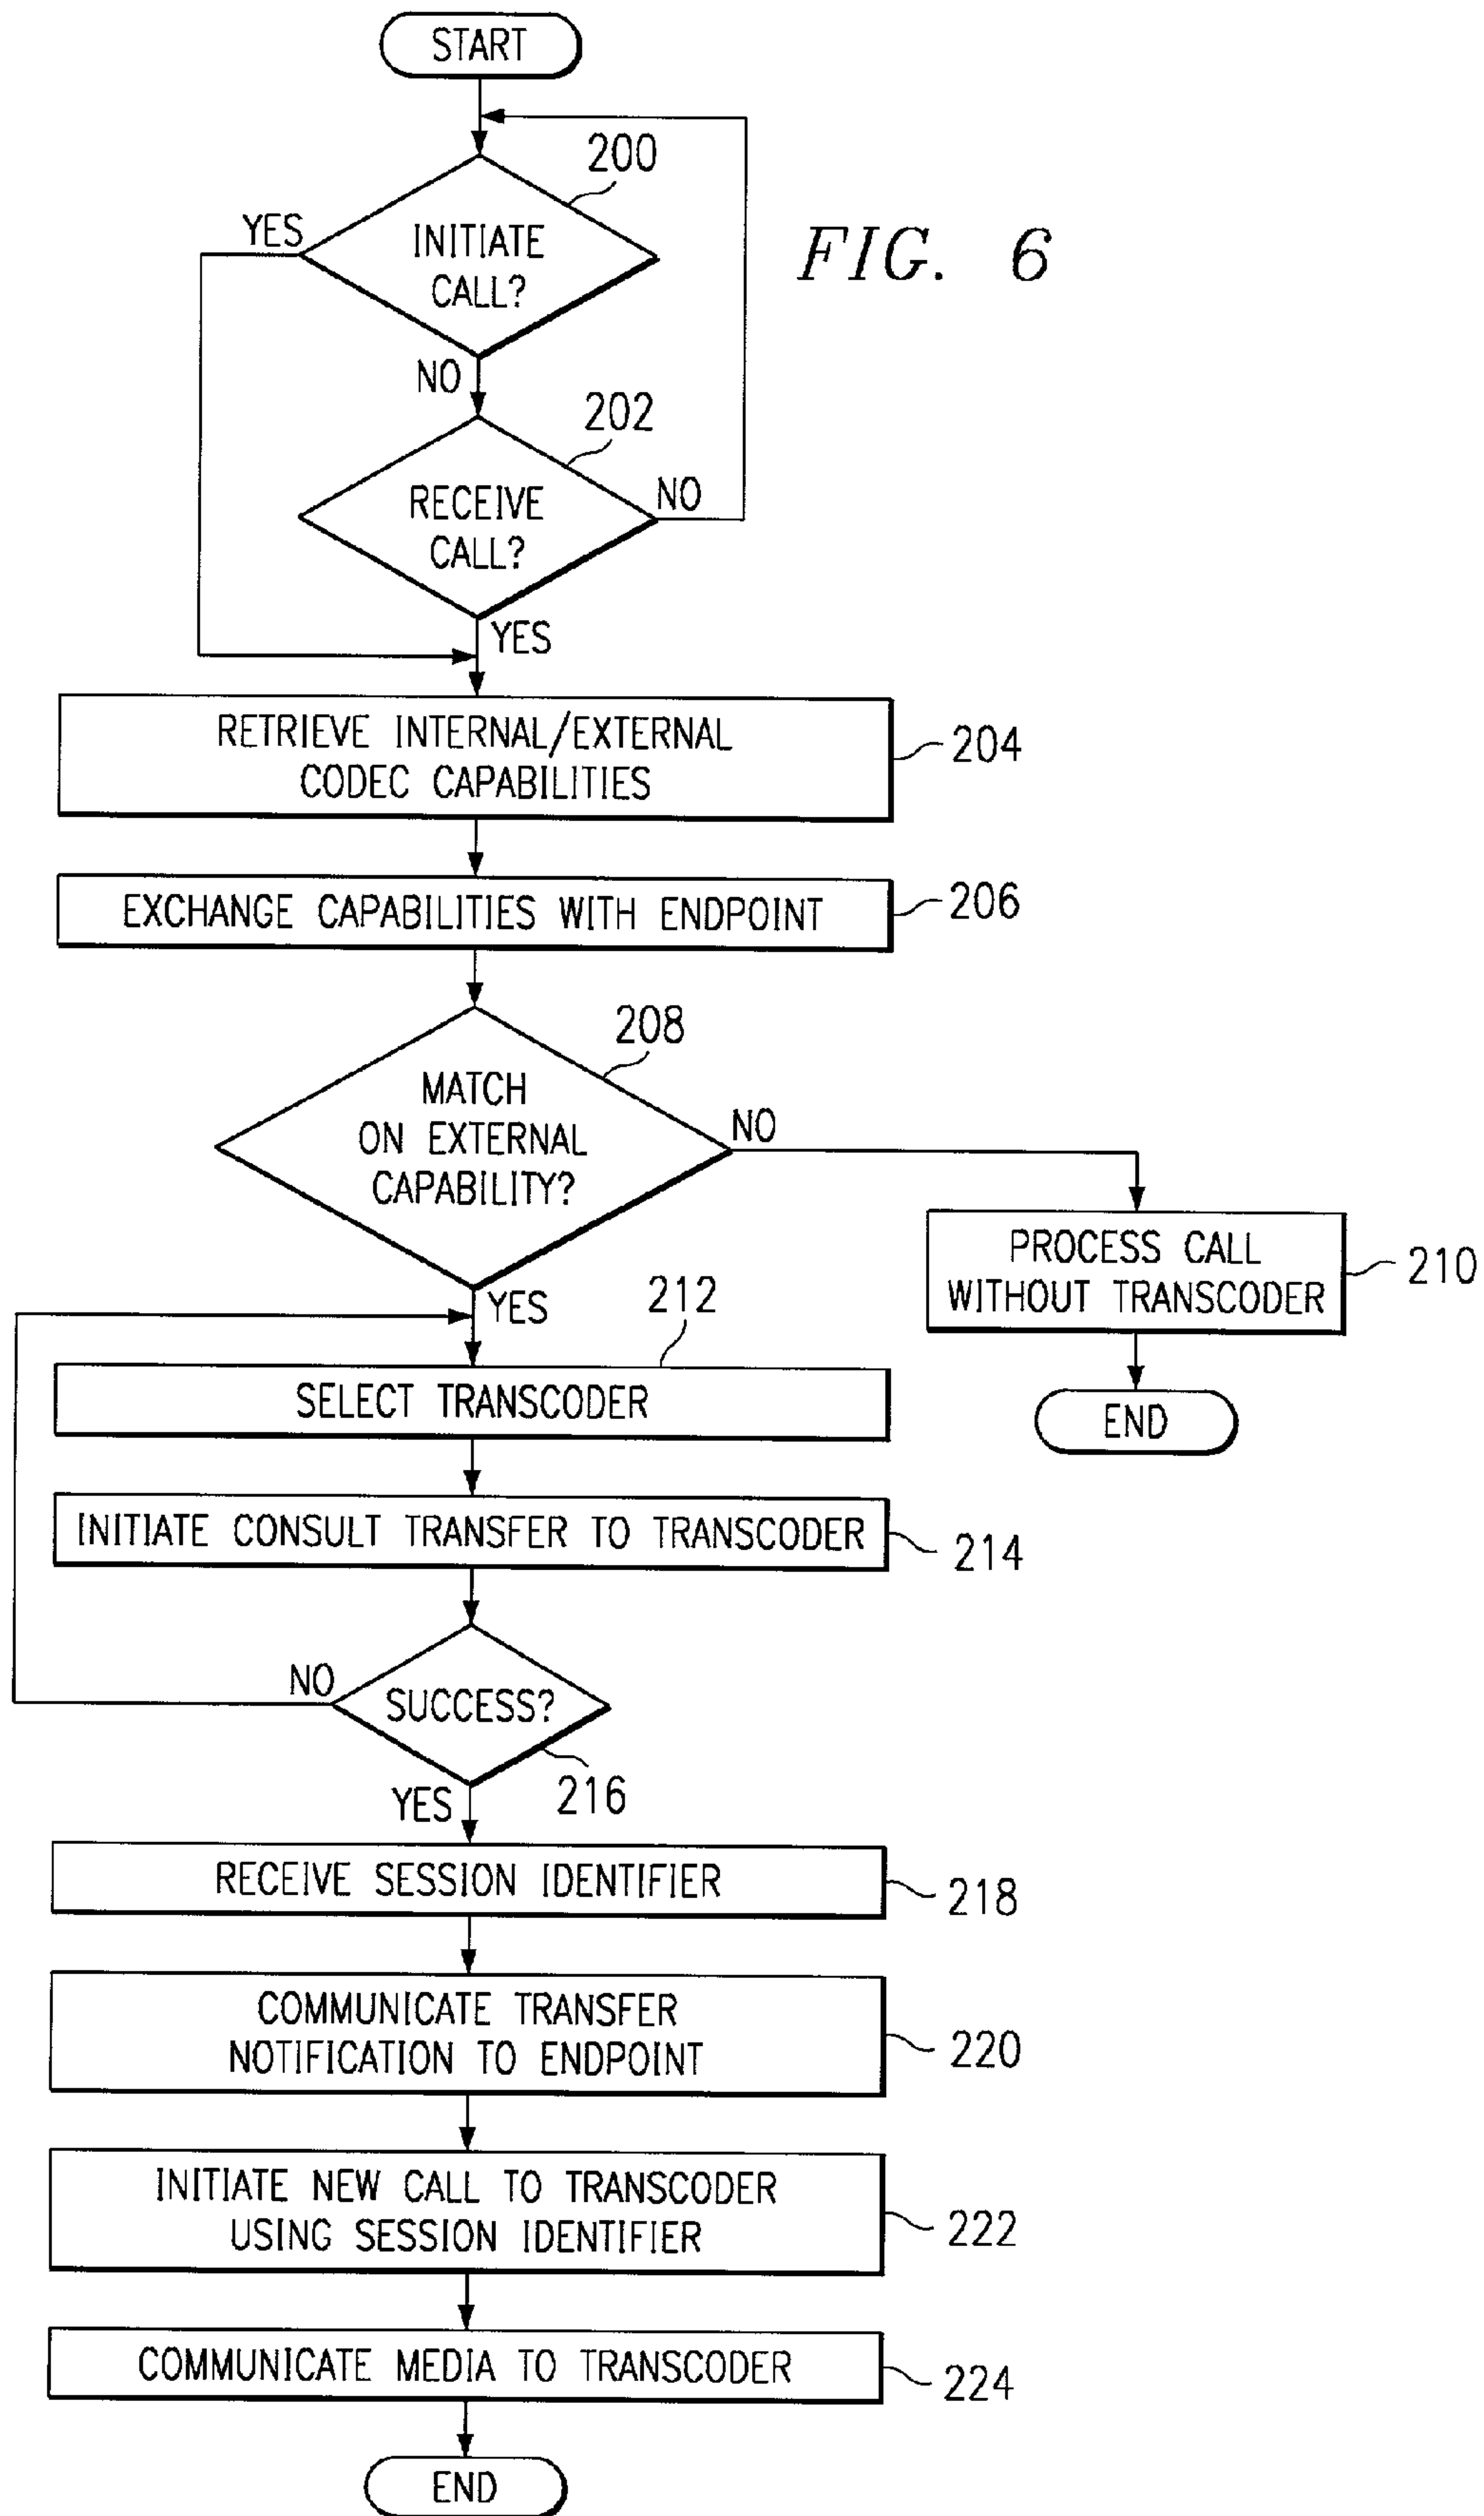 START
200
YES
INITIATE
CALL?
FIG. 6
NO
202
RECEIVE
CALL?
NO
YES
RETRIEVE INTERNAL/EXTERNAL
CODEC CAPABILITIES
204
EXCHANGE CAPABILITIES WITH ENDPOINT
206
208
MATCH
ON EXTERNAL
CAPABILITY?
NO
PROCESS CALL
WITHOUT TRANSCODER
210
END
YES
212
SELECT TRANSCODER
INITIATE CONSULT TRANSFER TO TRANSCODER
214
NO
SUCCESS?
216
YES
RECEIVE SESSION IDENTIFIER
218
COMMUNICATE TRANSFER
NOTIFICATION TO ENDPOINT
220
INITIATE NEW CALL TO TRANSCODER
USING SESSION IDENTIFIER
222
COMMUNICATE MEDIA TO TRANSCODER
224
END